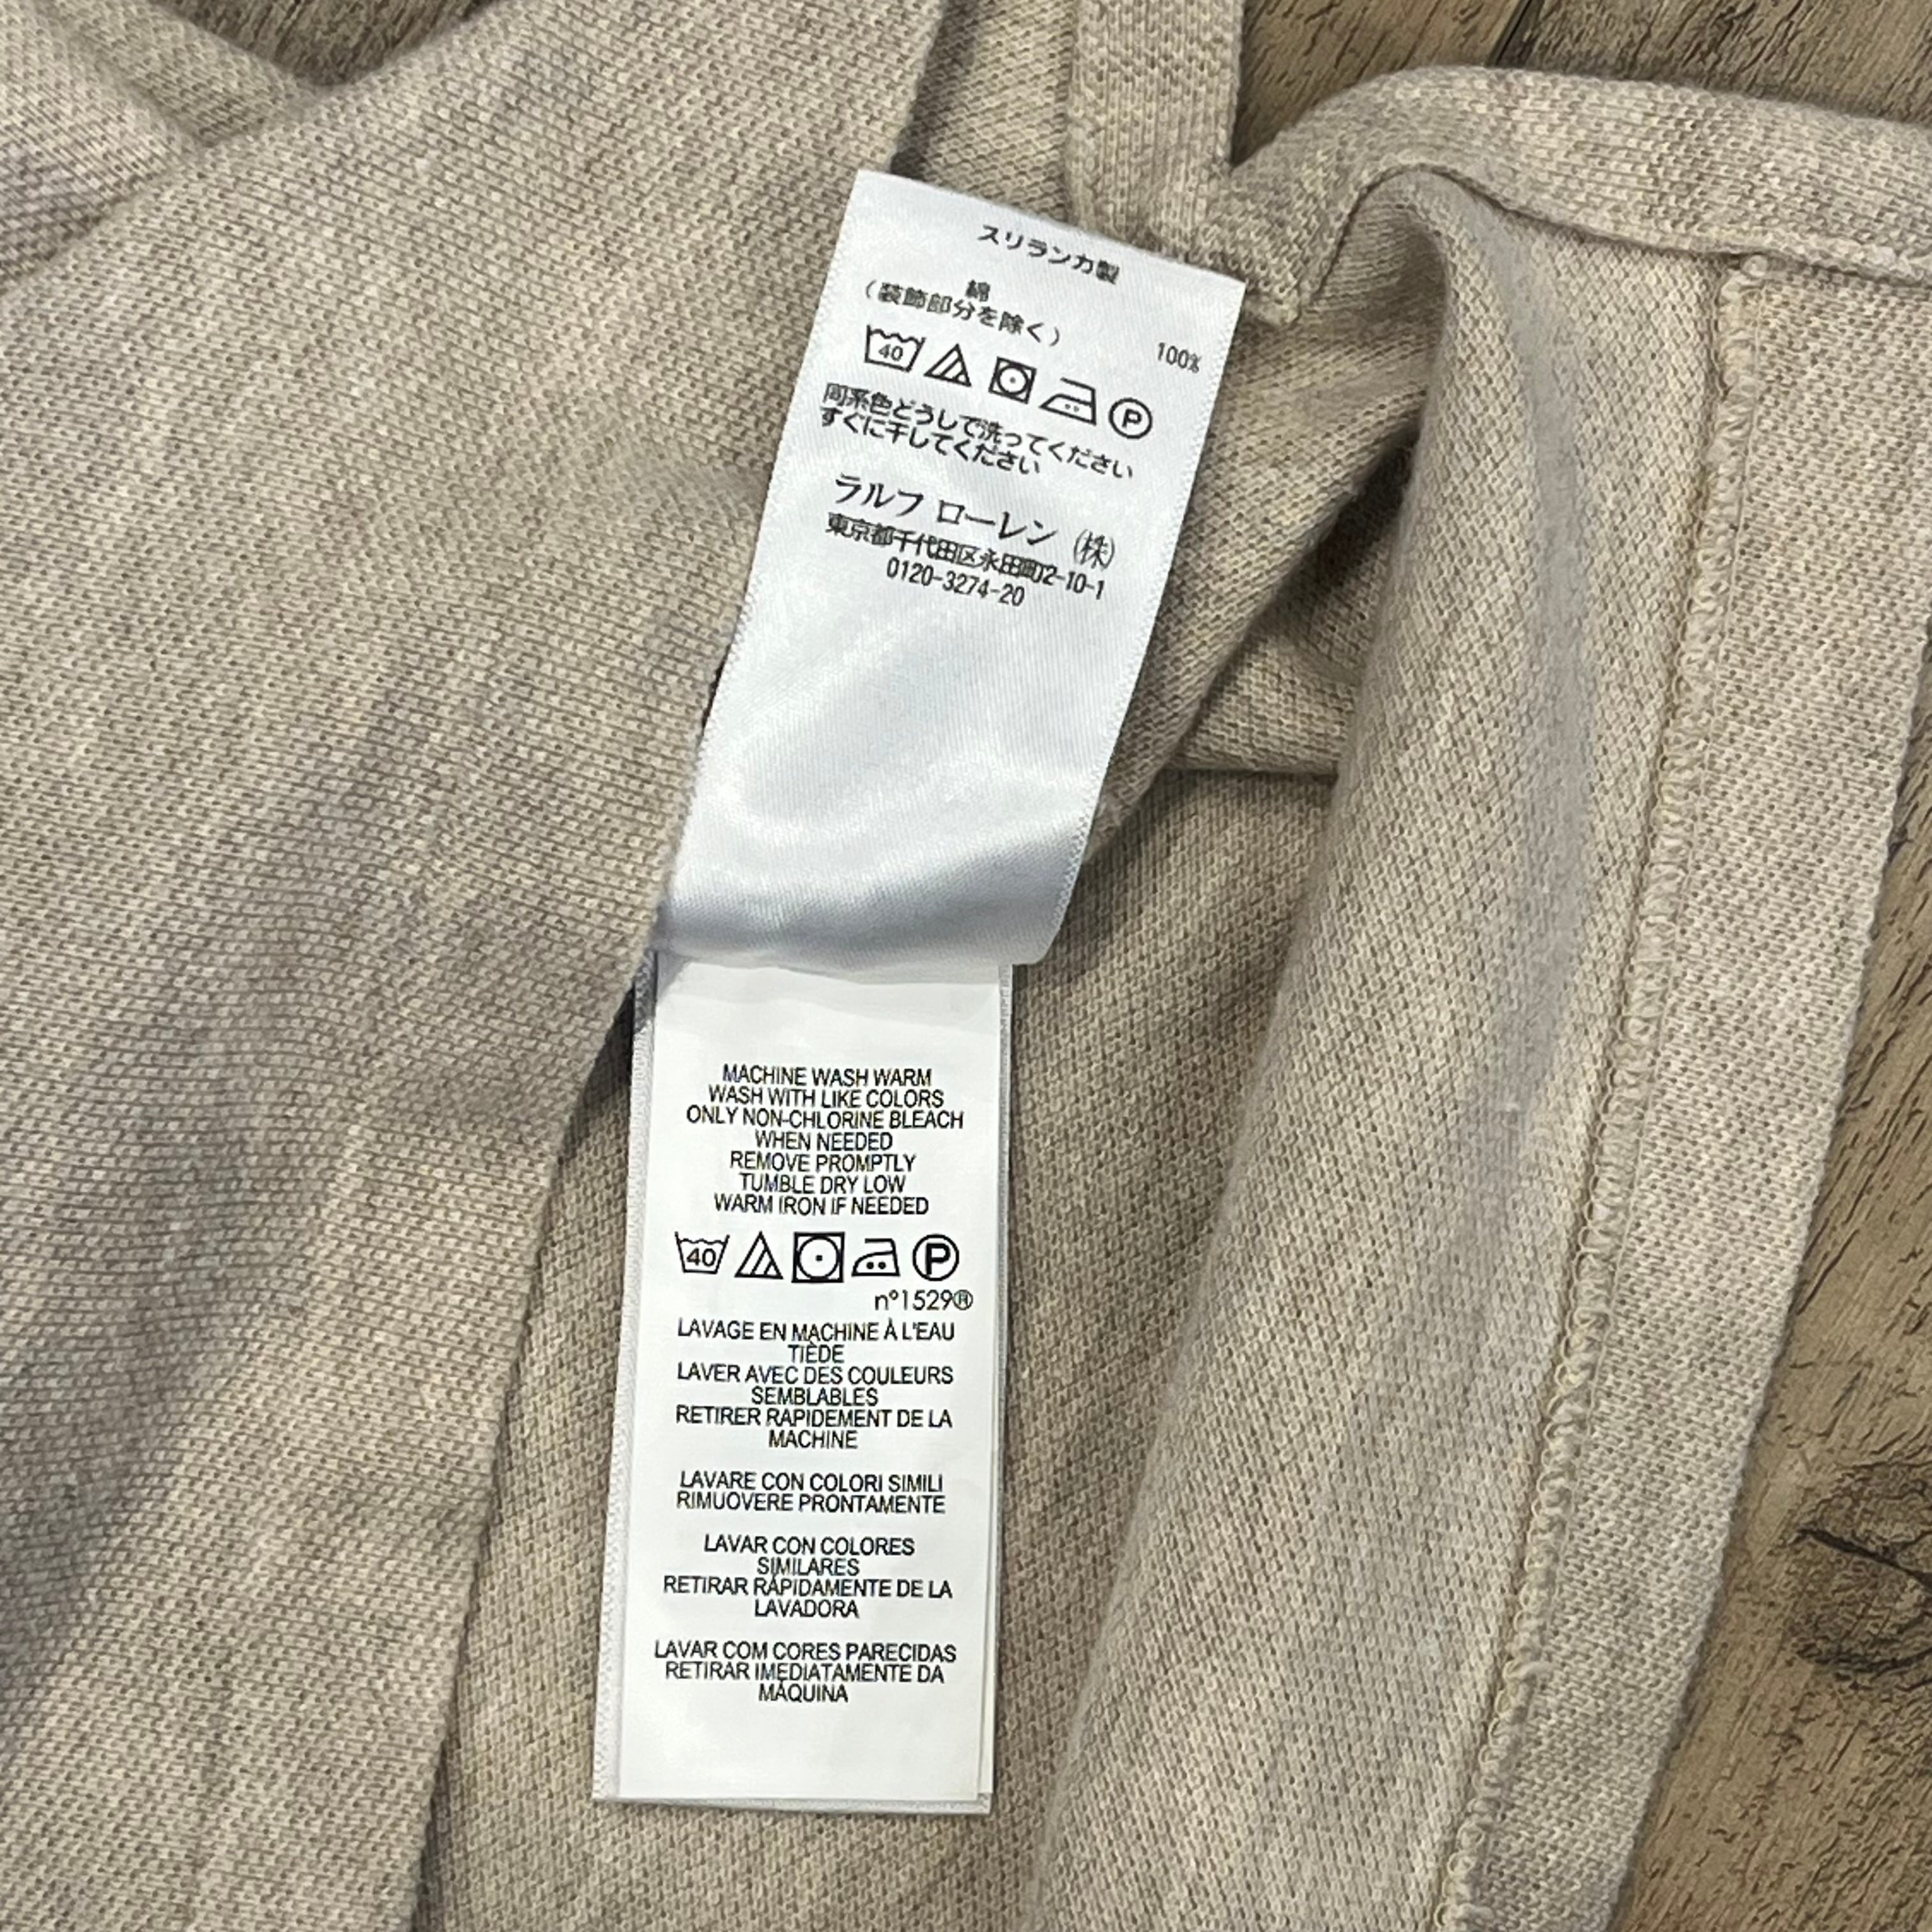 スリランカ製
綿 100%
(装飾部分を除く)
40 P
同系色どうしで洗ってください
すぐに干してください
ラルフ ローレン (株)
東京都千代田区永田町2-10-1
0120-3274-20
MACHINE WASH WARM
WASH WITH LIKE COLORS
ONLY NON-CHLORINE BLEACH
WHEN NEEDED
REMOVE PROMPTLY
TUMBLE DRY LOW
WARM IRON IF NEEDED
40 P
nº1529Ⓗ
LAVAGE EN MACHINE À L'EAU
TIÈDE
LAVER AVEC DES COULEURS
SEMBLABLES
RETIRER RAPIDEMENT DE LA
MACHINE
LAVARE CON COLORI SIMILI
RIMUOVERE PRONTAMENTE
LAVAR CON COLORES
SIMILARES
RETIRAR RÁPIDAMENTE DE LA
LAVADORA
LAVAR COM CORES PARECIDAS
RETIRAR IMEDIATAMENTE DA
MÁQUINA